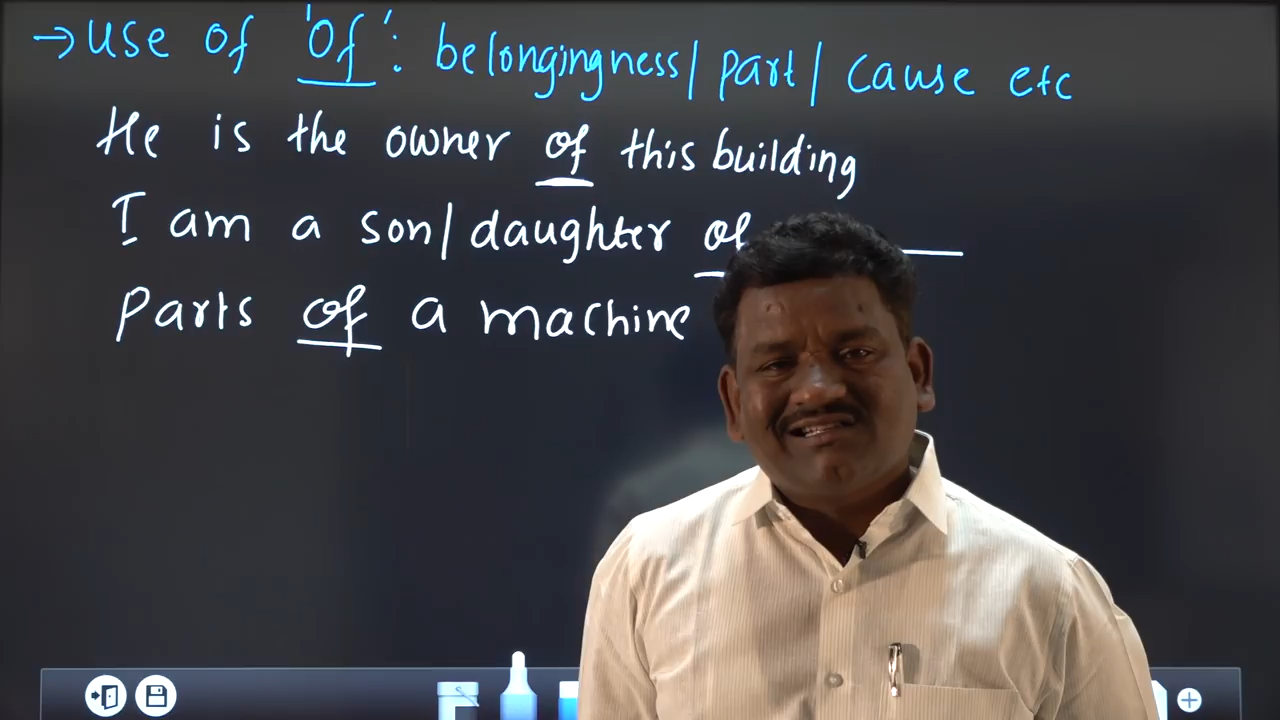 → Use of 'Of': belongingness/ part/ cause etc
He is the owner of this building
I am a son/daughter of ____
Parts of a machine